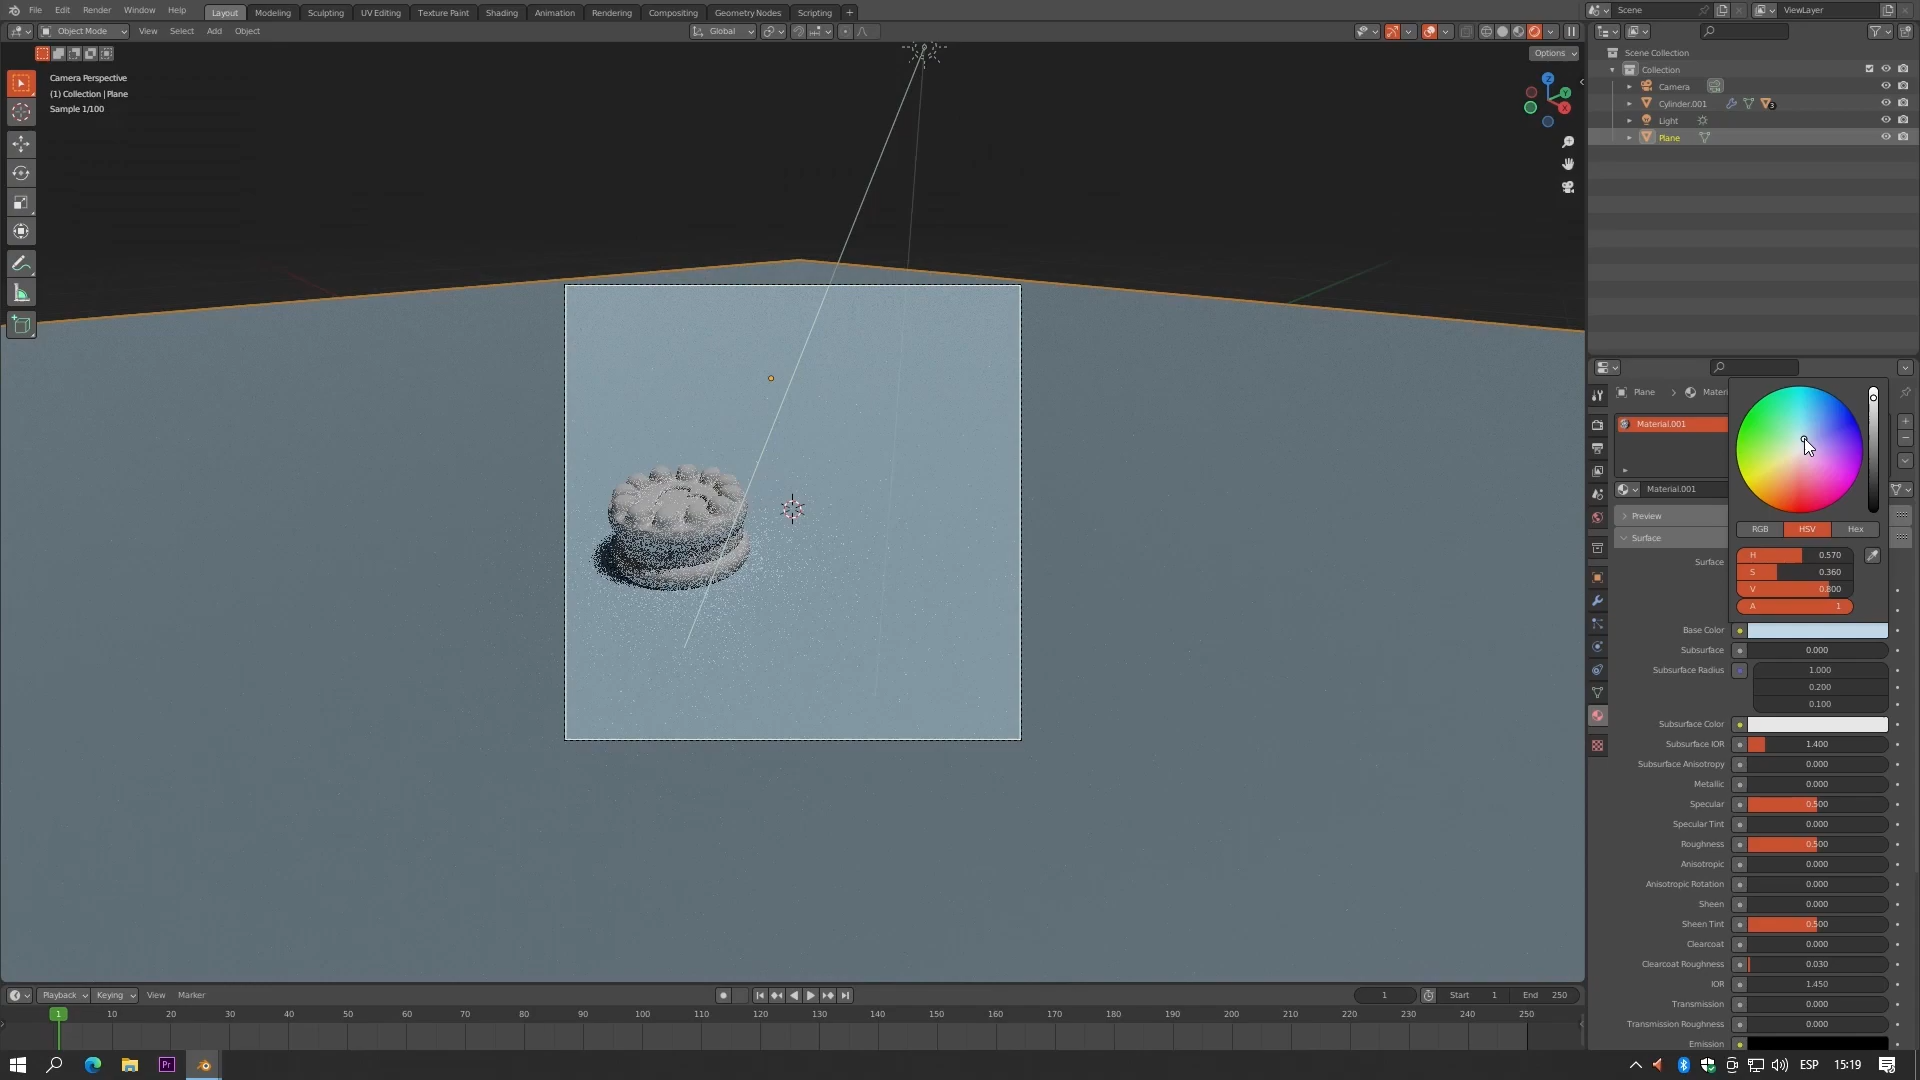 File Edit Render Window Help Layout Modeling Sculpting UV Editing Texture Paint Shading Animation Rendering Compositing Geometry Nodes Scripting + Scene ViewLayer
Object Mode View Select Add Object Global
Options
Camera Perspective
(1) Collection | Plane
Sample 1/100
Z
Y
X
Scene Collection
Collection
Camera
Cylinder.001 3
Light
Plane
Plane > Materi
Material.001
Material.001
RGB HSV Hex
Preview
Surface
Surface
H 0.570
S 0.360
V 0.800
A 1
Base Color
Subsurface 0.000
Subsurface Radius 1.000
0.200
0.100
Subsurface Color
Subsurface IOR 1.400
Subsurface Anisotropy 0.000
Metallic 0.000
Specular 0.500
Specular Tint 0.000
Roughness 0.500
Anisotropic 0.000
Anisotropic Rotation 0.000
Sheen 0.000
Sheen Tint 0.500
Clearcoat 0.000
Clearcoat Roughness 0.030
IOR 1.450
Transmission 0.000
Transmission Roughness 0.000
Emission
Playback Keying View Marker 1 Start 1 End 250
1 10 20 30 40 50 60 70 80 90 100 110 120 130 140 150 160 170 180 190 200 210 220 230 240 250
Pr ESP 15:19